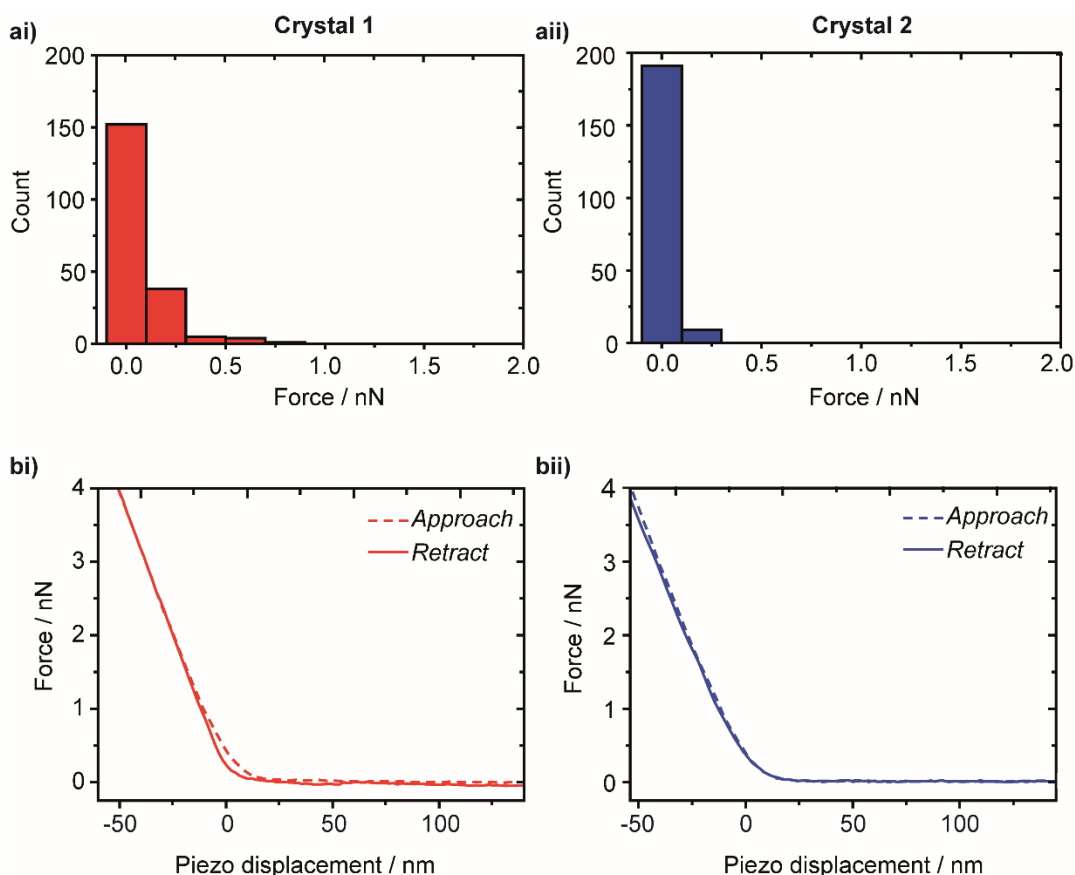 ai)
Crystal 1
200
150
100
50
0
Count
0.0 0.5 1.0 1.5 2.0
Force / nN
aii)
Crystal 2
200
150
100
50
0
Count
0.0 0.5 1.0 1.5 2.0
Force / nN
bi)
4
3
2
1
0
Force / nN
Approach
Retract
-50 0 50 100
Piezo displacement / nm
bii)
4
3
2
1
0
Force / nN
Approach
Retract
-50 0 50 100
Piezo displacement / nm